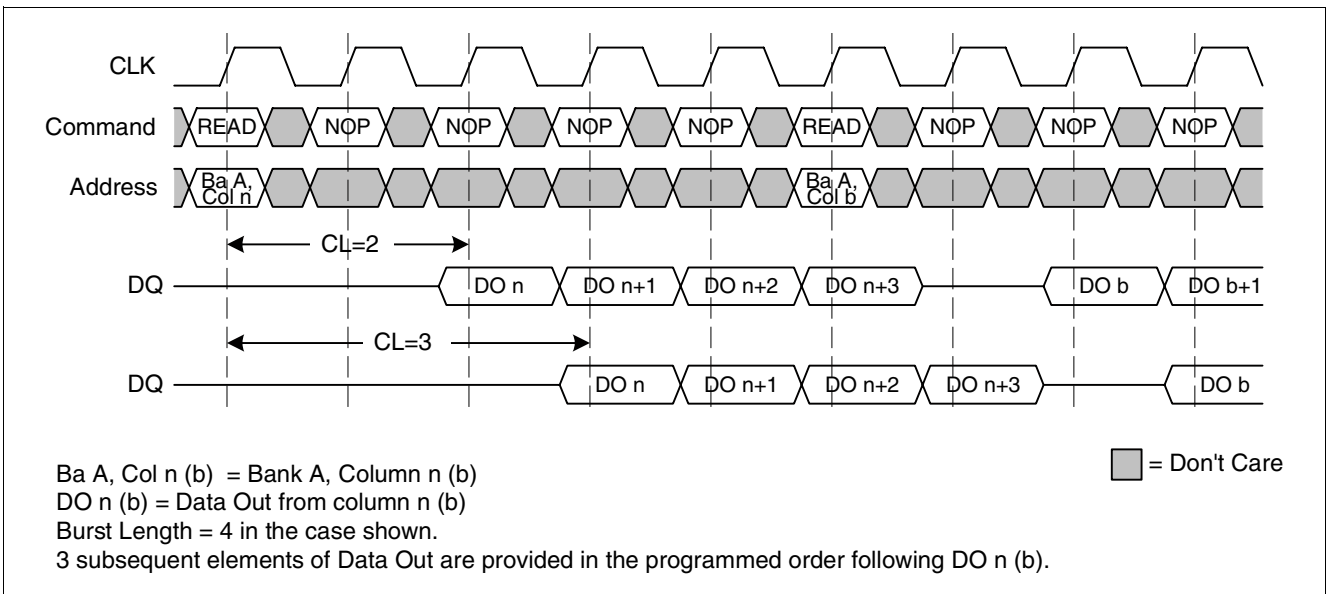 CLK
Command READ NOP NOP NOP NOP READ NOP NOP NOP
Address Ba A, Col n Ba A, Col b
CL=2
DQ DO n DO n+1 DO n+2 DO n+3 DO b DO b+1
CL=3
DQ DO n DO n+1 DO n+2 DO n+3 DO b
Ba A, Col n (b) = Bank A, Column n (b)
= Don't Care
DO n (b) = Data Out from column n (b)
Burst Length = 4 in the case shown.
3 subsequent elements of Data Out are provided in the programmed order following DO n (b).